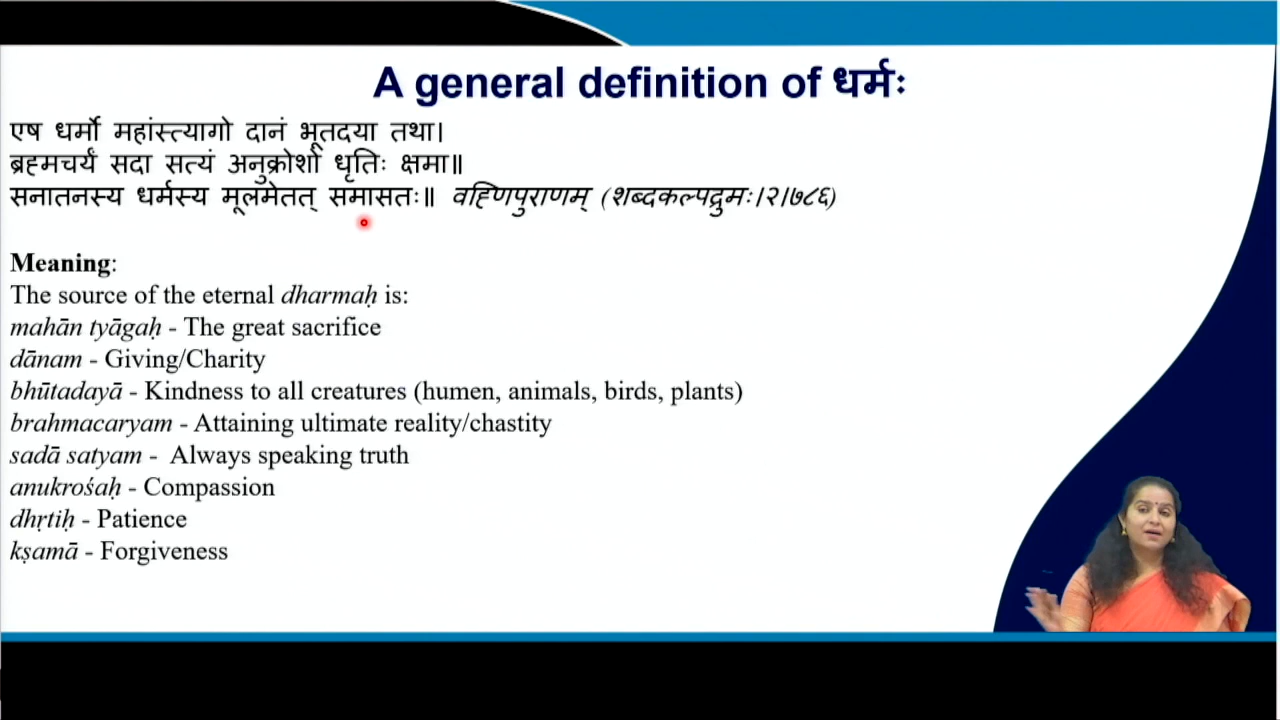 A general definition of धर्मः
एष धर्मो महांस्त्यागो दानं भूतदया तथा।
ब्रह्मचर्यं सदा सत्यं अनुक्रोशो धृतिः क्षमा॥
सनातनस्य धर्मस्य मूलमेतत् समासतः॥ वह्णिपुराणम् (शब्दकल्पद्रुमः।२।७८६)
Meaning:
The source of the eternal dharmaḥ is:
mahān tyāgaḥ - The great sacrifice
dānam - Giving/Charity
bhūtadayā - Kindness to all creatures (humen, animals, birds, plants)
brahmacaryam - Attaining ultimate reality/chastity
sadā satyam - Always speaking truth
anukrośaḥ - Compassion
dhṛtiḥ - Patience
kṣamā - Forgiveness